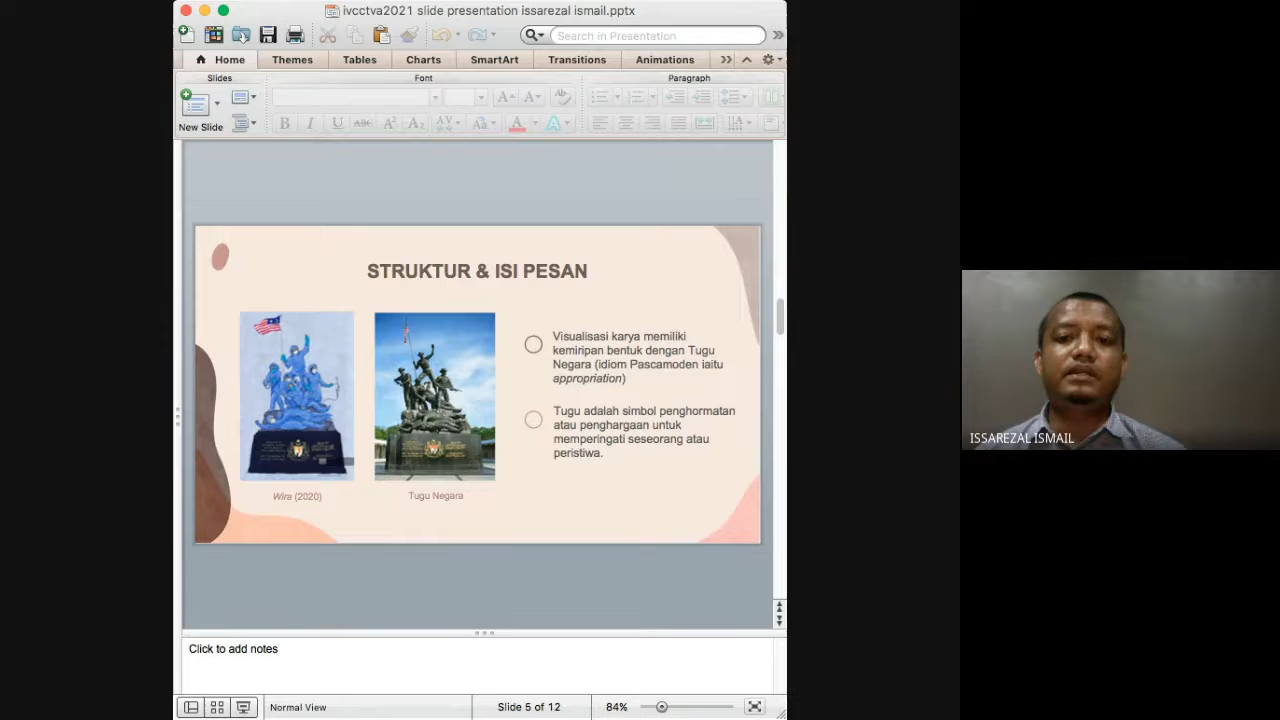 ivcctva2021 slide presentation issarezal ismail.pptx
Search in Presentation
Home
Themes
Tables
Charts
SmartArt
Transitions
Animations
Slides
Font
Paragraph
New Slide
STRUKTUR & ISI PESAN
Visualisasi karya memiliki
kemiripan bentuk dengan Tugu
Negara (idiom Pascamoden iaitu
appropriation)
Tugu adalah simbol penghormatan
atau penghargaan untuk
memperingati seseorang atau
peristiwa.
Wira (2020)
Tugu Negara
ISSAREZAL ISMAIL
Click to add notes
Normal View
Slide 5 of 12
84%